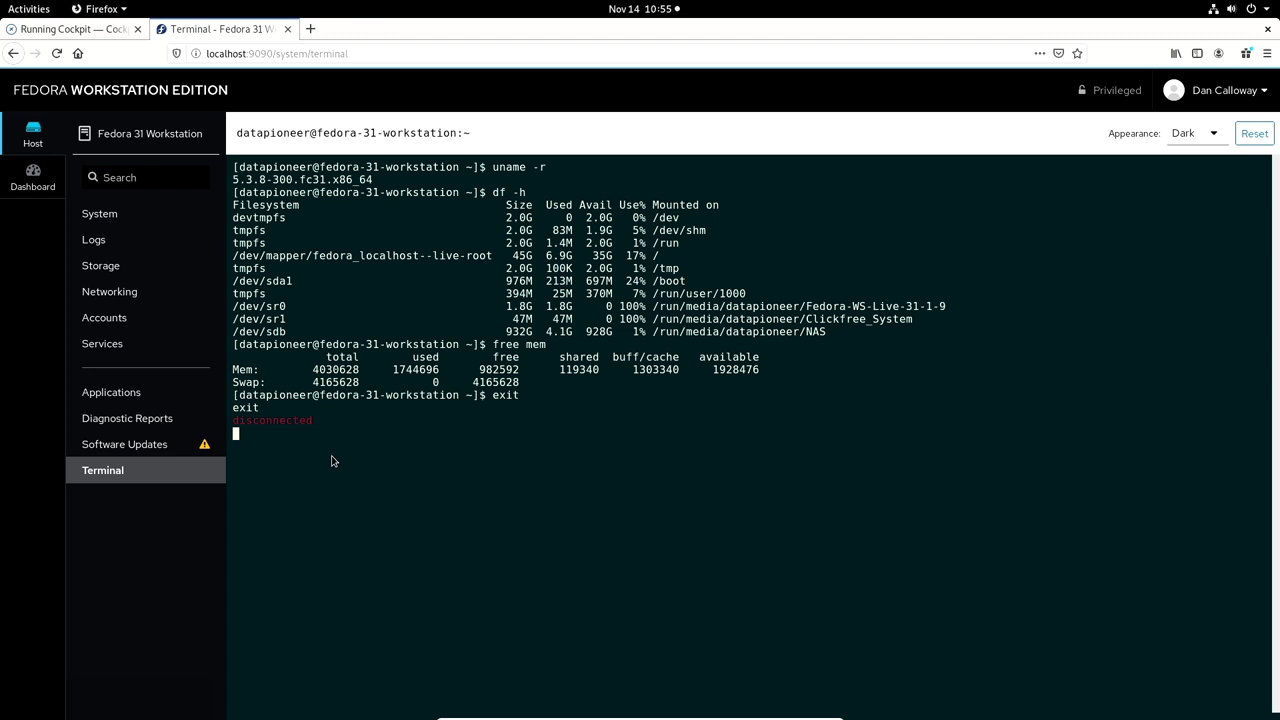 Activities Firefox Nov 14 10:55
Running Cockpit — Cock Terminal - Fedora 31 W
localhost:9090/system/terminal
FEDORA WORKSTATION EDITION Privileged Dan Calloway
Host
Dashboard
Fedora 31 Workstation
Search
System
Logs
Storage
Networking
Accounts
Services
Applications
Diagnostic Reports
Software Updates
Terminal
datapioneer@fedora-31-workstation:~ Appearance: Dark Reset
[datapioneer@fedora-31-workstation ~]$ uname -r
5.3.8-300.fc31.x86_64
[datapioneer@fedora-31-workstation ~]$ df -h
Filesystem Size Used Avail Use% Mounted on
devtmpfs 2.0G 0 2.0G 0% /dev
tmpfs 2.0G 83M 1.9G 5% /dev/shm
tmpfs 2.0G 1.4M 2.0G 1% /run
/dev/mapper/fedora_localhost--live-root 45G 6.9G 35G 17% /
tmpfs 2.0G 100K 2.0G 1% /tmp
/dev/sda1 976M 213M 697M 24% /boot
tmpfs 394M 25M 370M 7% /run/user/1000
/dev/sr0 1.8G 1.8G 0 100% /run/media/datapioneer/Fedora-WS-Live-31-1-9
/dev/sr1 47M 47M 0 100% /run/media/datapioneer/Clickfree_System
/dev/sdb 932G 4.1G 928G 1% /run/media/datapioneer/NAS
[datapioneer@fedora-31-workstation ~]$ free mem
total used free shared buff/cache available
Mem: 4030628 1744696 982592 119340 1303340 1928476
Swap: 4165628 0 4165628
[datapioneer@fedora-31-workstation ~]$ exit
exit
disconnected